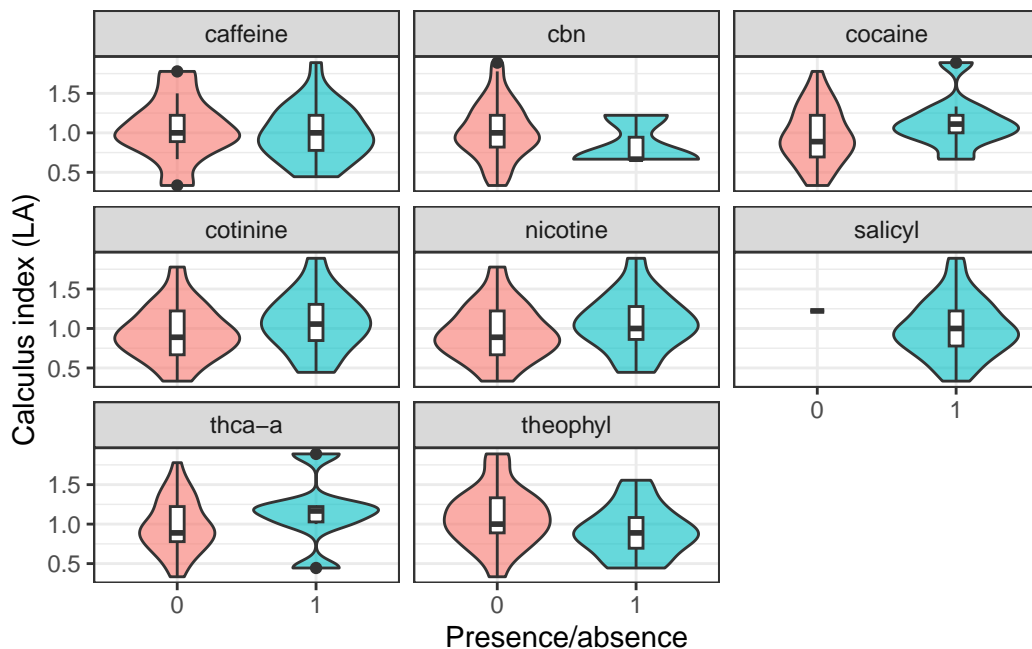 caffeine
cbn
cocaine
1.5
1.0
0.5
cotinine
nicotine
salicyl
1.5
1.0
0.5
0
1
thca−a
theophyl
1.5
1.0
0.5
0
1
0
1
Calculus index (LA)
Presence/absence